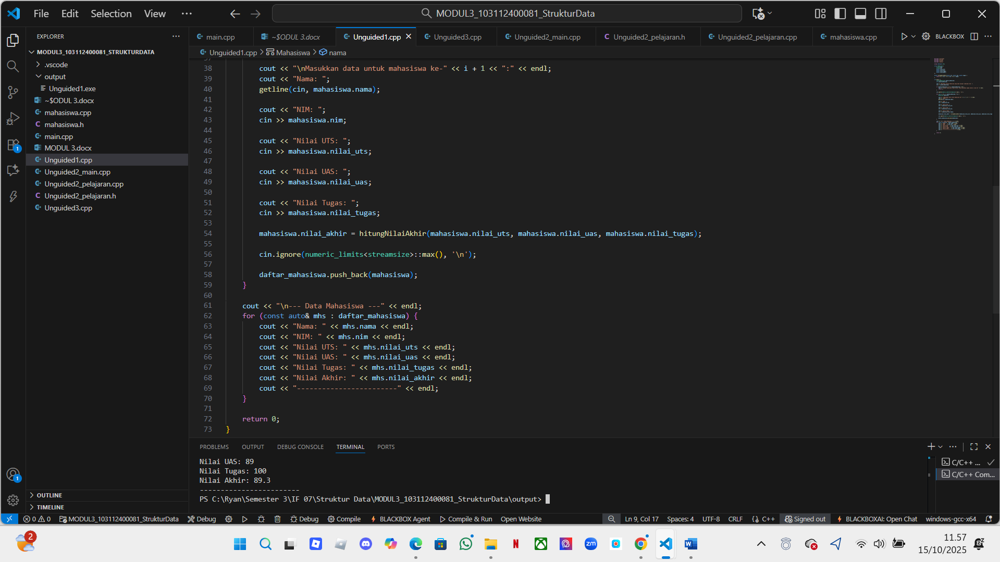 File Edit Selection View
MODUL3_103112400081_StrukturData
EXPLORER
MODUL3_103112400081_STRUKTURDATA
.vscode
output
Unguided1.exe
~$ODUL 3.docx
mahasiswa.cpp
mahasiswa.h
main.cpp
MODUL 3.docx
Unguided1.cpp
Unguided2_main.cpp
Unguided2_pelajaran.cpp
Unguided2_pelajaran.h
Unguided3.cpp
OUTLINE
TIMELINE
main.cpp ~$ODUL 3.docx Unguided1.cpp Unguided3.cpp Unguided2_main.cpp Unguided2_pelajaran.h Unguided2_pelajaran.cpp mahasiswa.cpp BLACKBOX
Unguided1.cpp > Mahasiswa > nama
37
38 cout << "\nMasukkan data untuk mahasiswa ke-" << i + 1 << ":" << endl;
39 cout << "Nama: ";
40 getline(cin, mahasiswa.nama);
41
42 cout << "NIM: ";
43 cin >> mahasiswa.nim;
44
45 cout << "Nilai UTS: ";
46 cin >> mahasiswa.nilai_uts;
47
48 cout << "Nilai UAS: ";
49 cin >> mahasiswa.nilai_uas;
50
51 cout << "Nilai Tugas: ";
52 cin >> mahasiswa.nilai_tugas;
53
54 mahasiswa.nilai_akhir = hitungNilaiAkhir(mahasiswa.nilai_uts, mahasiswa.nilai_uas, mahasiswa.nilai_tugas);
55
56 cin.ignore(numeric_limits<streamsize>::max(), '\n');
57
58 daftar_mahasiswa.push_back(mahasiswa);
59 }
60
61 cout << "\n--- Data Mahasiswa ---" << endl;
62 for (const auto& mhs : daftar_mahasiswa) {
63 cout << "Nama: " << mhs.nama << endl;
64 cout << "NIM: " << mhs.nim << endl;
65 cout << "Nilai UTS: " << mhs.nilai_uts << endl;
66 cout << "Nilai UAS: " << mhs.nilai_uas << endl;
67 cout << "Nilai Tugas: " << mhs.nilai_tugas << endl;
68 cout << "Nilai Akhir: " << mhs.nilai_akhir << endl;
69 cout << "------------------------" << endl;
70 }
71
72 return 0;
73 }
PROBLEMS OUTPUT DEBUG CONSOLE TERMINAL PORTS
Nilai UAS: 89
Nilai Tugas: 100
Nilai Akhir: 89.3
------------------------
PS C:\Ryan\Semester 3\IF 07\Struktur Data\MODUL3_103112400081_StrukturData\output>
C/C++ ...
C/C++ Com...
0 0 MODUL3_103112400081_StrukturData Debug Debug Compile BLACKBOX Agent Compile & Run Open Website Ln 9, Col 17 Spaces: 4 UTF-8 CRLF {} C++ Signed out BLACKBOXAI: Open Chat windows-gcc-x64
2
11.57
15/10/2025